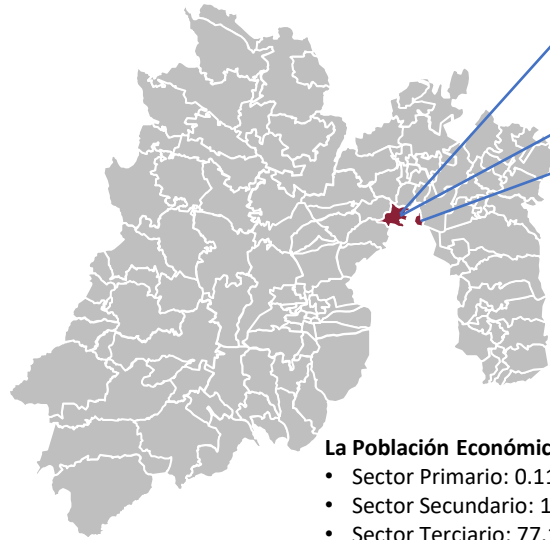 La Población Económic
• Sector Primario: 0.11
• Sector Secundario: 1
• Sector Terciario: 77.